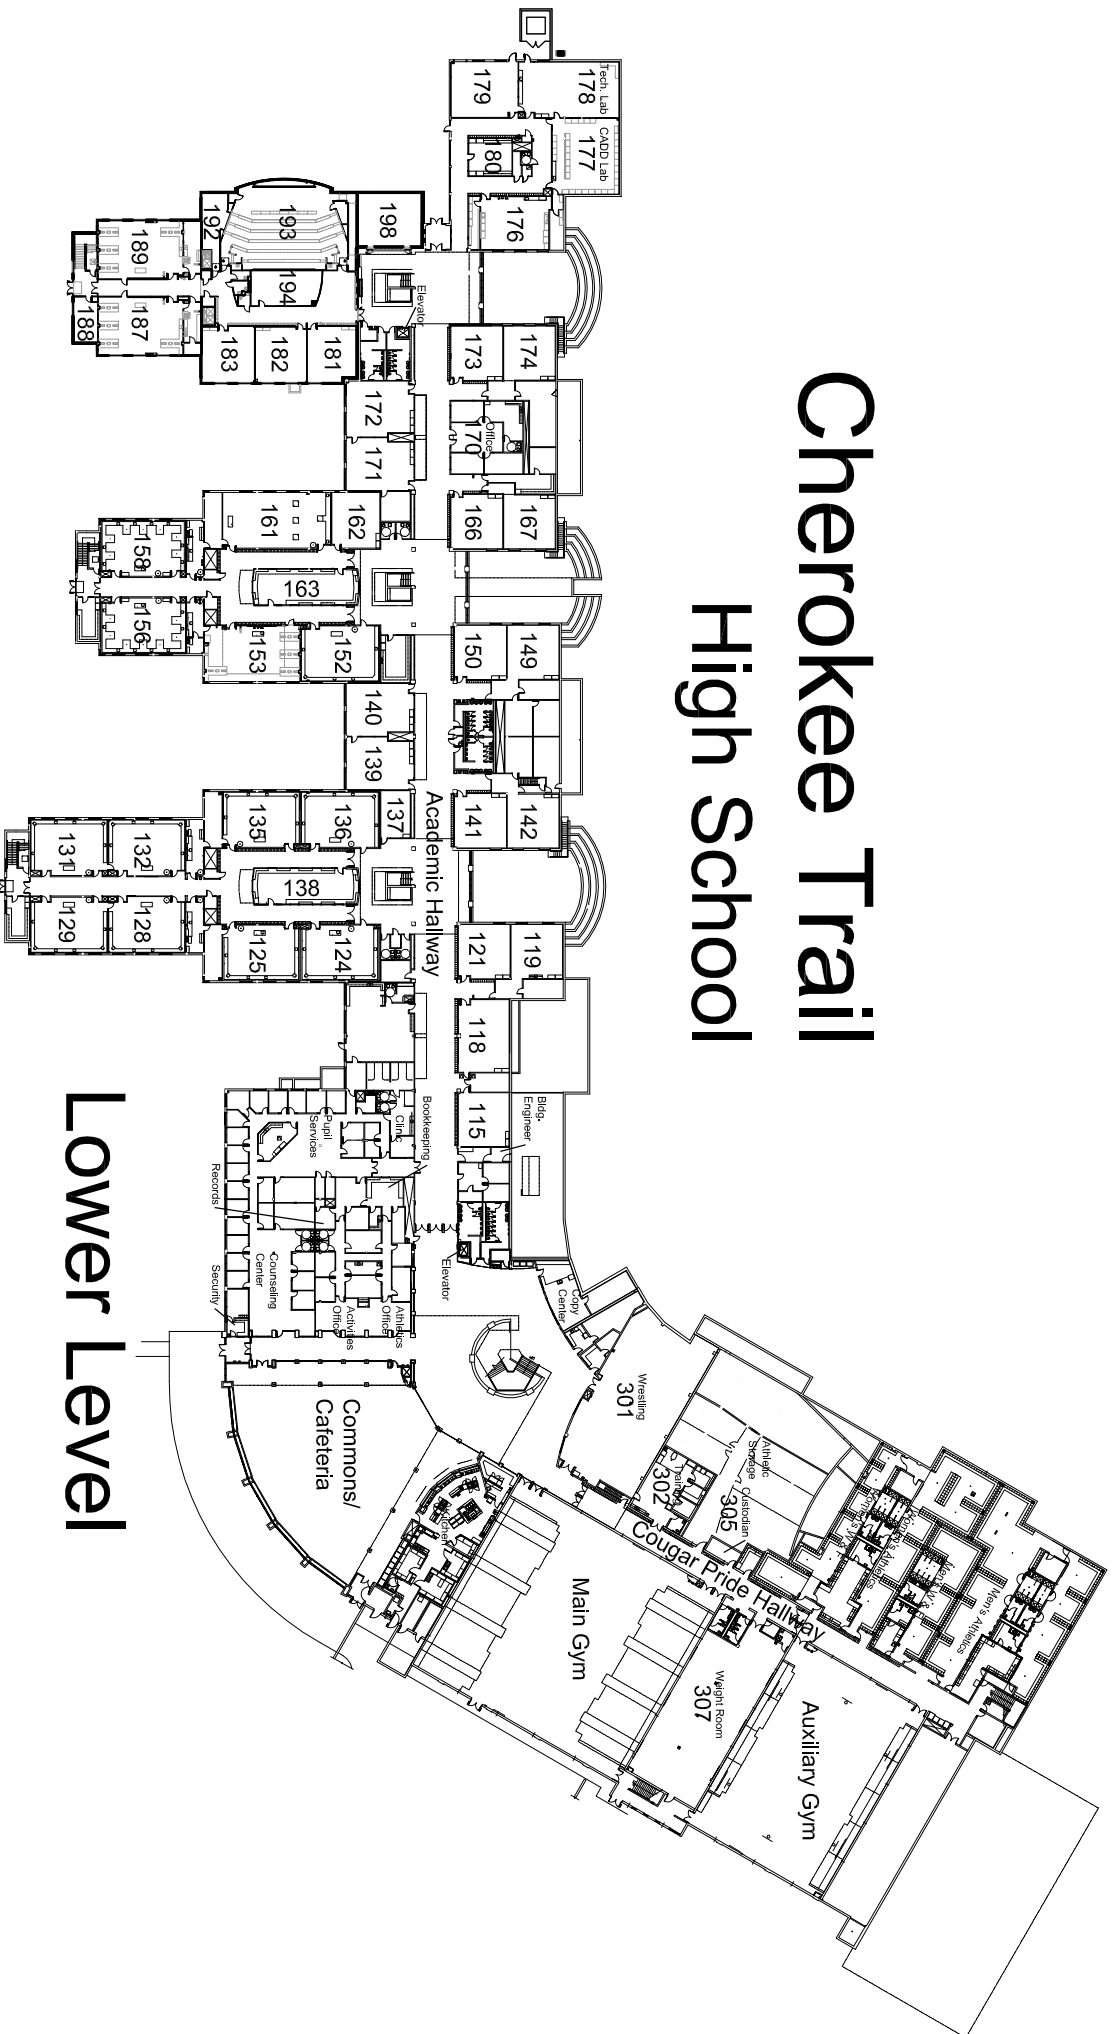 Cherokee Trail
High School
Lower Level
Tech. Lab
178
179
CADD Lab
177
180
176
198
193
192
194
189
187
188
183
182
181
Elevator
173
174
172
171
Office
170
166
167
161
162
163
158
156
153
152
150
149
140
139
137
141
142
Academic Hallway
135
136
138
131
132
129
128
125
124
121
119
118
115
Bldg.
Engineer
Bookkeeping
Clinic
Pupil
Services
Records
Counseling
Center
Security
Activities
Office
Athletics
Office
Elevator
Copy
Center
Commons/
Cafeteria
Kitchen
Wrestling
301
Training
302
Athletic
Storage
Custodian
305
Cougar Pride Hallway
Main Gym
Weight Room
307
Auxiliary Gym
Women's Athletics
Men's Athletics